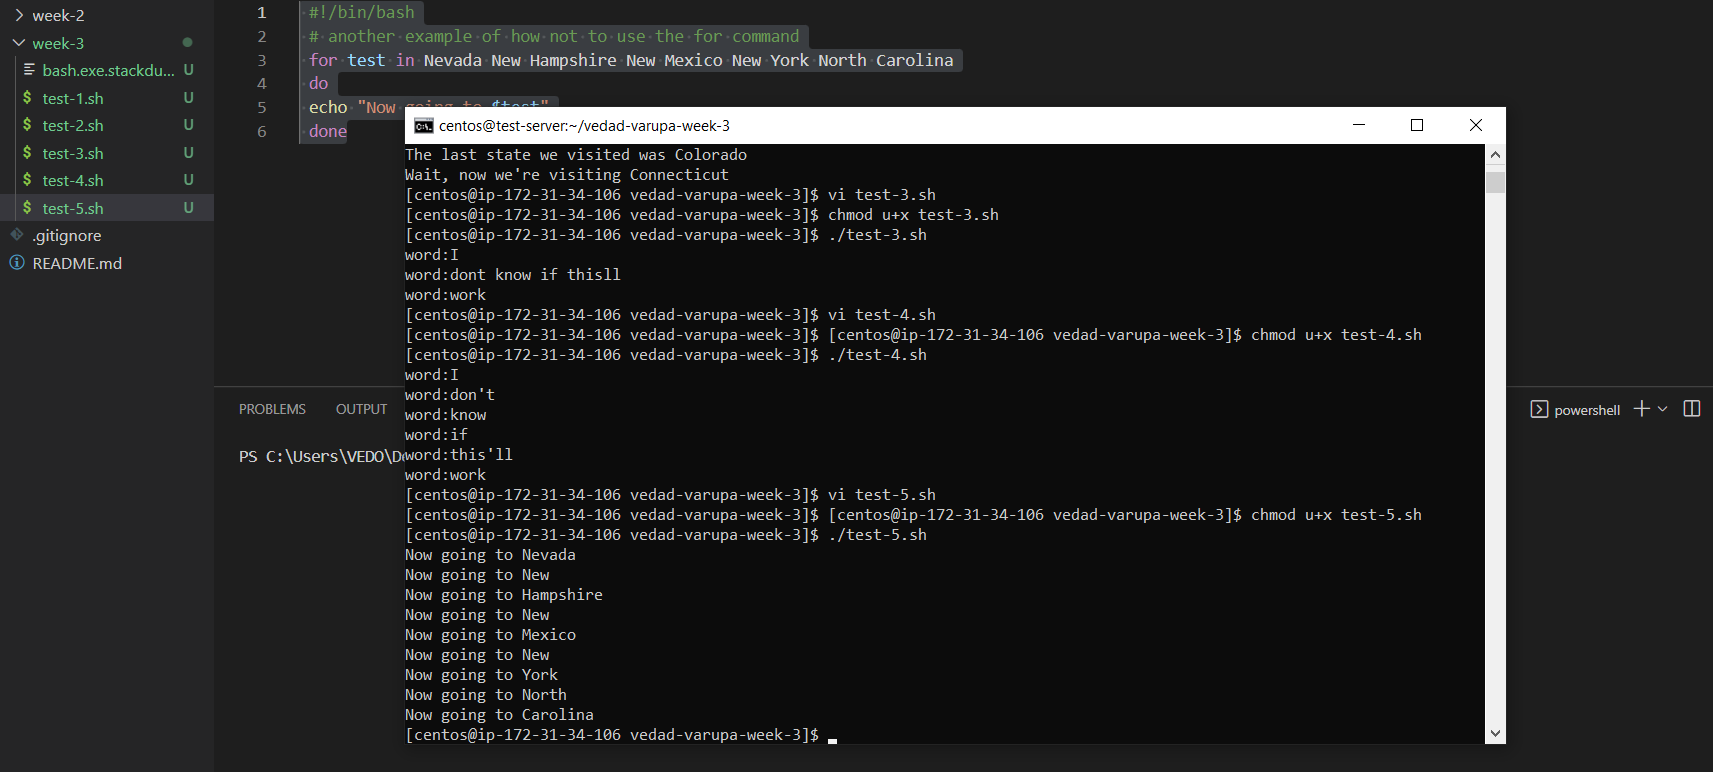 week-2
week-3
bash.exe.stackdu... U
test-1.sh U
test-2.sh U
test-3.sh U
test-4.sh U
test-5.sh U
.gitignore
README.md
1 #!/bin/bash
2 # another example of how not to use the for command
3 for test in Nevada New Hampshire New Mexico New York North Carolina
4 do
5 echo "Now going to $test"
6 done
centos@test-server:~/vedad-varupa-week-3
The last state we visited was Colorado
Wait, now we're visiting Connecticut
[centos@ip-172-31-34-106 vedad-varupa-week-3]$ vi test-3.sh
[centos@ip-172-31-34-106 vedad-varupa-week-3]$ chmod u+x test-3.sh
[centos@ip-172-31-34-106 vedad-varupa-week-3]$ ./test-3.sh
word:I
word:dont know if thisll
word:work
[centos@ip-172-31-34-106 vedad-varupa-week-3]$ vi test-4.sh
[centos@ip-172-31-34-106 vedad-varupa-week-3]$ [centos@ip-172-31-34-106 vedad-varupa-week-3]$ chmod u+x test-4.sh
[centos@ip-172-31-34-106 vedad-varupa-week-3]$ ./test-4.sh
word:I
word:don't
word:know
word:if
word:this'll
word:work
[centos@ip-172-31-34-106 vedad-varupa-week-3]$ vi test-5.sh
[centos@ip-172-31-34-106 vedad-varupa-week-3]$ [centos@ip-172-31-34-106 vedad-varupa-week-3]$ chmod u+x test-5.sh
[centos@ip-172-31-34-106 vedad-varupa-week-3]$ ./test-5.sh
Now going to Nevada
Now going to New
Now going to Hampshire
Now going to New
Now going to Mexico
Now going to New
Now going to York
Now going to North
Now going to Carolina
[centos@ip-172-31-34-106 vedad-varupa-week-3]$
PROBLEMS OUTPUT
powershell
PS C:\Users\VEDO\De